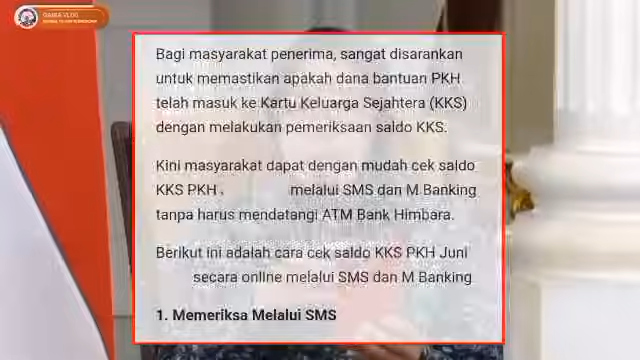 GAWA VLOG
Bagi masyarakat penerima, sangat disarankan
untuk memastikan apakah dana bantuan PKH
telah masuk ke Kartu Keluarga Sejahtera (KKS)
dengan melakukan pemeriksaan saldo KKS.
Kini masyarakat dapat dengan mudah cek saldo
KKS PKH , melalui SMS dan M Banking
tanpa harus mendatangi ATM Bank Himbara.
Berikut ini adalah cara cek saldo KKS PKH Juni
secara online melalui SMS dan M Banking
1. Memeriksa Melalui SMS